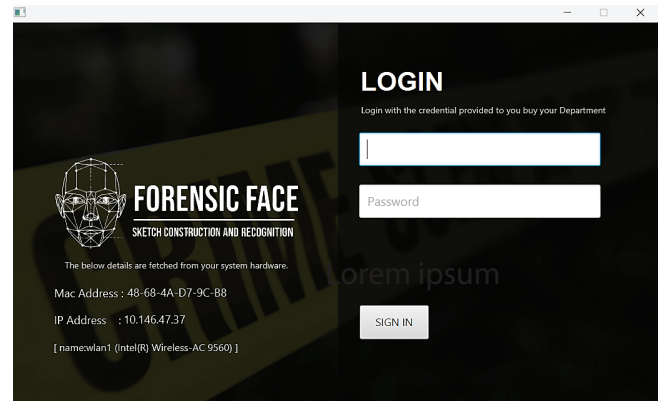 FORENSIC FACE
SKETCH CONSTRUCTION AND RECOGNITION
The below details are fetched from your system hardware.
Mac Address : 48-68-4A-D7-9C-B8
IP Address : 10.146.47.37
[ name:wlan1 (Intel(R) Wireless-AC 9560) ]
LOGIN
Login with the credential provided to you buy your Department
Password
Lorem ipsum
SIGN IN
CRIME